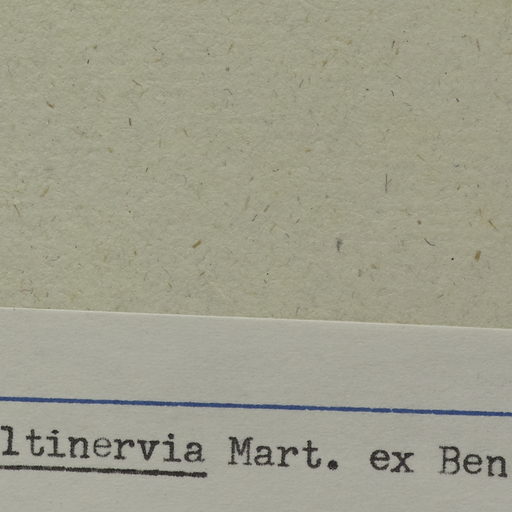 ltinervia Mart. ex Ben